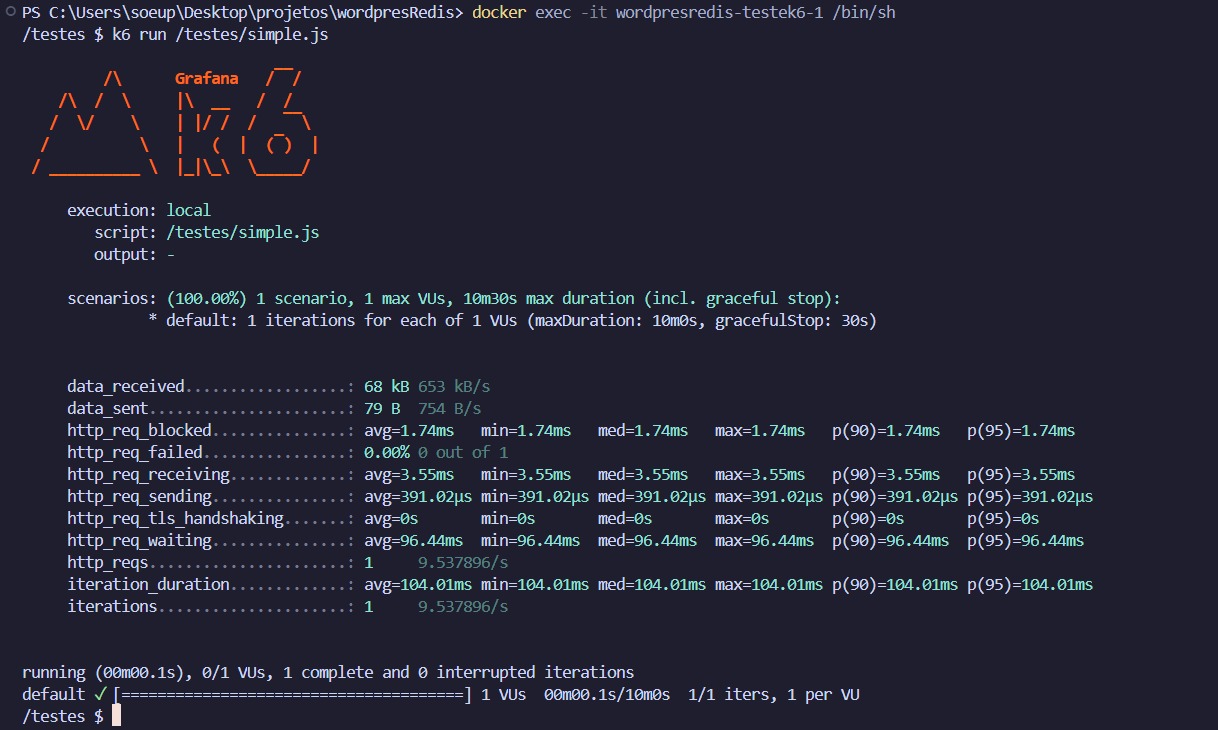 PS C:\Users\soeup\Desktop\projetos\wordpresRedis> docker exec -it wordpresredis-testek6-1 /bin/sh
/testes $ k6 run /testes/simple.js
Grafana
execution: local
script: /testes/simple.js
output: -
scenarios: (100.00%) 1 scenario, 1 max VUs, 10m30s max duration (incl. graceful stop):
* default: 1 iterations for each of 1 VUs (maxDuration: 10m0s, gracefulStop: 30s)
data_received..................: 68 kB 653 kB/s
data_sent......................: 79 B  754 B/s
http_req_blocked...............: avg=1.74ms   min=1.74ms   med=1.74ms   max=1.74ms   p(90)=1.74ms   p(95)=1.74ms
http_req_failed................: 0.00% 0 out of 1
http_req_receiving.............: avg=3.55ms   min=3.55ms   med=3.55ms   max=3.55ms   p(90)=3.55ms   p(95)=3.55ms
http_req_sending...............: avg=391.02µs min=391.02µs med=391.02µs max=391.02µs p(90)=391.02µs p(95)=391.02µs
http_req_tls_handshaking.......: avg=0s       min=0s       med=0s       max=0s       p(90)=0s       p(95)=0s
http_req_waiting...............: avg=96.44ms  min=96.44ms  med=96.44ms  max=96.44ms  p(90)=96.44ms  p(95)=96.44ms
http_reqs......................: 1     9.537896/s
iteration_duration.............: avg=104.01ms min=104.01ms med=104.01ms max=104.01ms p(90)=104.01ms p(95)=104.01ms
iterations.....................: 1     9.537896/s
running (00m00.1s), 0/1 VUs, 1 complete and 0 interrupted iterations
default ✓ [======================================] 1 VUs  00m00.1s/10m0s  1/1 iters, 1 per VU
/testes $